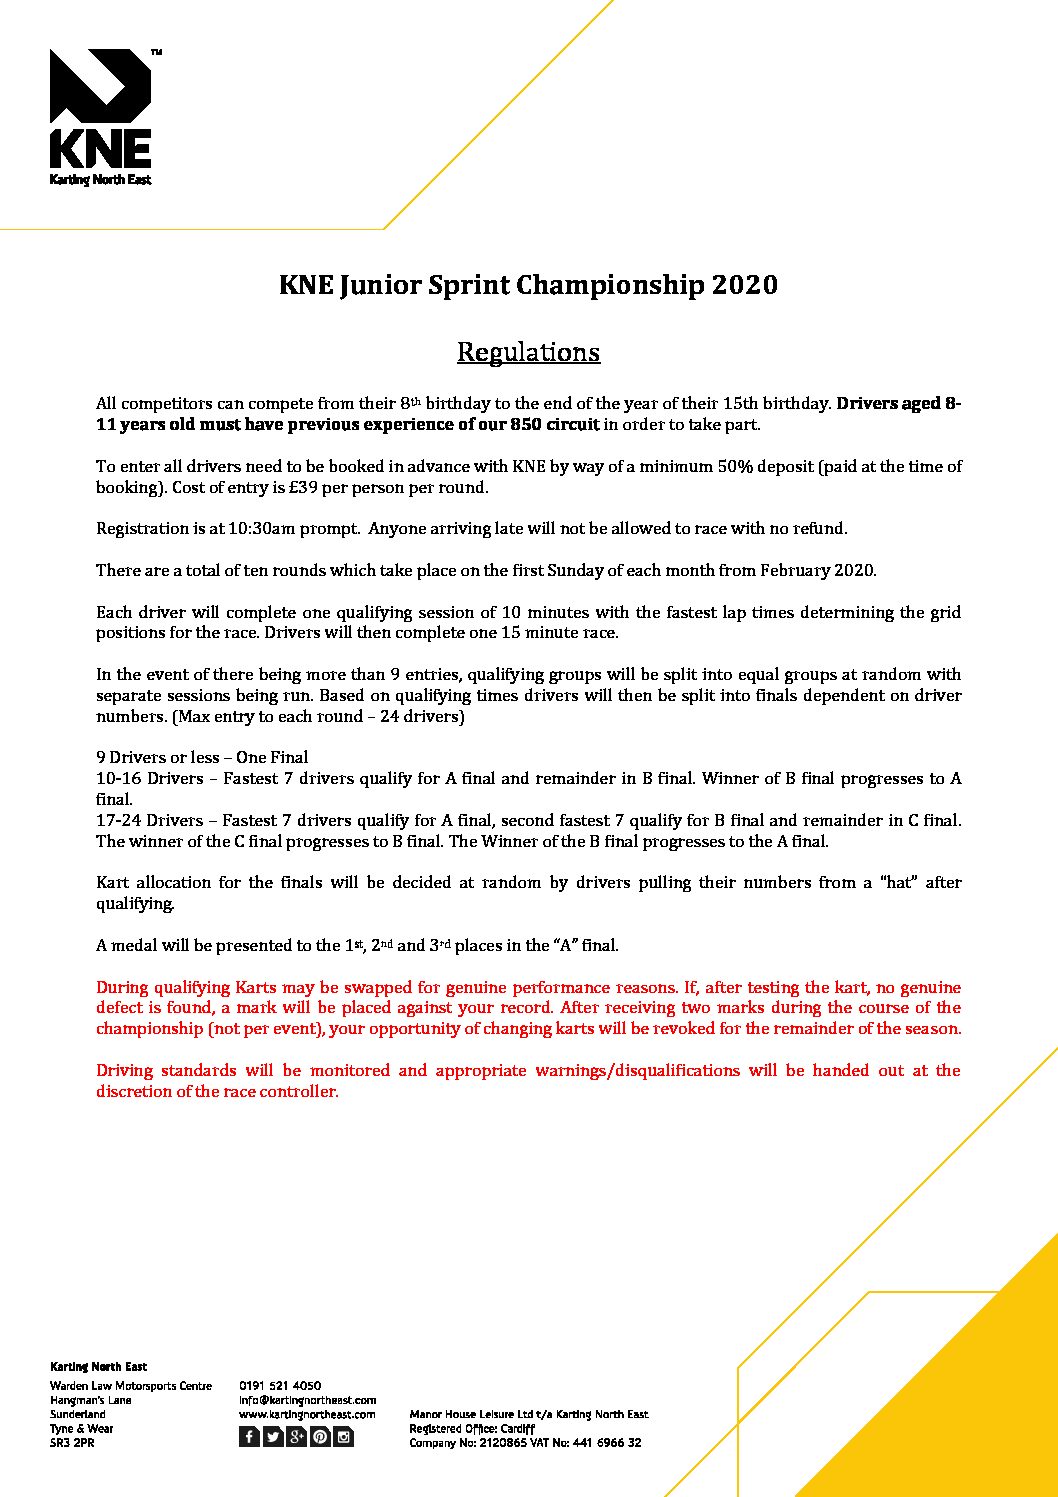 TM
KNE
Karting North East
KNE Junior Sprint Championship 2020
Regulations
All competitors can compete from their 8th birthday to the end of the year of their 15th birthday. Drivers aged 8-
11 years old must have previous experience of our 850 circuit in order to take part.
To enter all drivers need to be booked in advance with KNE by way of a minimum 50% deposit (paid at the time of
booking). Cost of entry is £39 per person per round.
Registration is at 10:30am prompt.  Anyone arriving late will not be allowed to race with no refund.
There are a total of ten rounds which take place on the first Sunday of each month from February 2020.
Each driver will complete one qualifying session of 10 minutes with the fastest lap times determining the grid
positions for the race. Drivers will then complete one 15 minute race.
In the event of there being more than 9 entries, qualifying groups will be split into equal groups at random with
separate sessions being run. Based on qualifying times drivers will then be split into finals dependent on driver
numbers. (Max entry to each round – 24 drivers)
9 Drivers or less – One Final
10-16 Drivers – Fastest 7 drivers qualify for A final and remainder in B final. Winner of B final progresses to A
final.
17-24 Drivers – Fastest 7 drivers qualify for A final, second fastest 7 qualify for B final and remainder in C final.
The winner of the C final progresses to B final. The Winner of the B final progresses to the A final.
Kart allocation for the finals will be decided at random by drivers pulling their numbers from a “hat” after
qualifying.
A medal will be presented to the 1st, 2nd and 3rd places in the “A” final.
During qualifying Karts may be swapped for genuine performance reasons. If, after testing the kart, no genuine
defect is found, a mark will be placed against your record. After receiving two marks during the course of the
championship (not per event), your opportunity of changing karts will be revoked for the remainder of the season.
Driving standards will be monitored and appropriate warnings/disqualifications will be handed out at the
discretion of the race controller.
Karting North East
Warden Law Motorsports Centre
Hangman's Lane
Sunderland
Tyne & Wear
SR3 2PR
0191 521 4050
info@kartingnortheast.com
www.kartingnortheast.com
Manor House Leisure Ltd t/a Karting North East
Registered Office: Cardiff
Company No: 2120865 VAT No: 441 6966 32